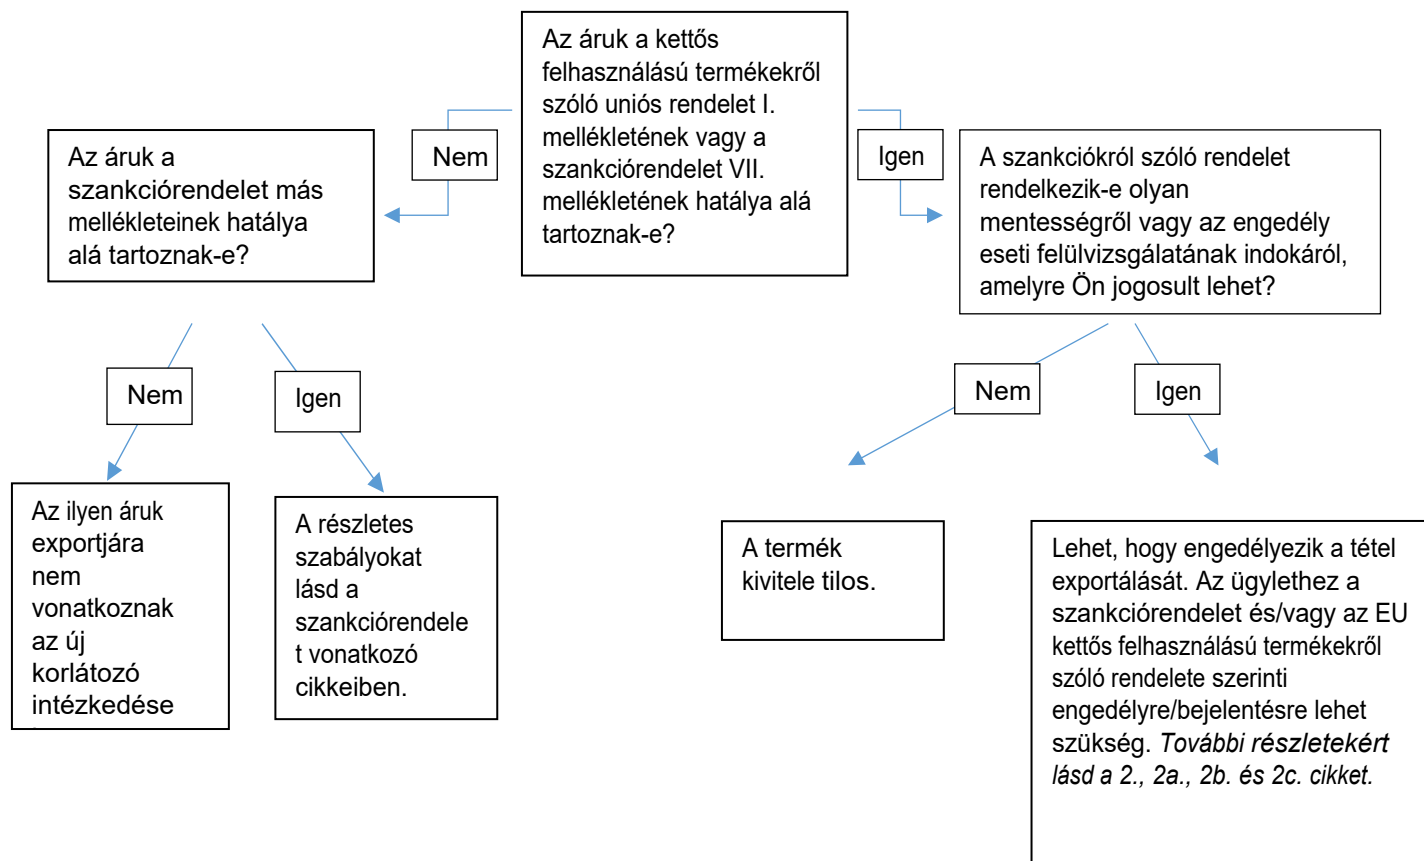 Az áruk a kettős
felhasználású termékekről
szóló uniós rendelet I.
mellékletének vagy a
szankciórendelet VII.
mellékletének hatálya alá
tartoznak-e?
Nem
Igen
Az áruk a
szankciórendelet más
mellékleteinek hatálya
alá tartoznak-e?
A szankciókról szóló rendelet
rendelkezik-e olyan
mentességről vagy az engedély
eseti felülvizsgálatának indokáról,
amelyre Ön jogosult lehet?
Nem
Igen
Nem
Igen
Az ilyen áruk
exportjára
nem
vonatkoznak
az új
korlátozó
intézkedése
A részletes
szabályokat
lásd a
szankciórendele
t vonatkozó
cikkeiben.
A termék
kivitele tilos.
Lehet, hogy engedélyezik a tétel
exportálását. Az ügylethez a
szankciórendelet és/vagy az EU
kettős felhasználású termékekről
szóló rendelete szerinti
engedélyre/bejelentésre lehet
szükség. További részletekért
lásd a 2., 2a., 2b. és 2c. cikket.